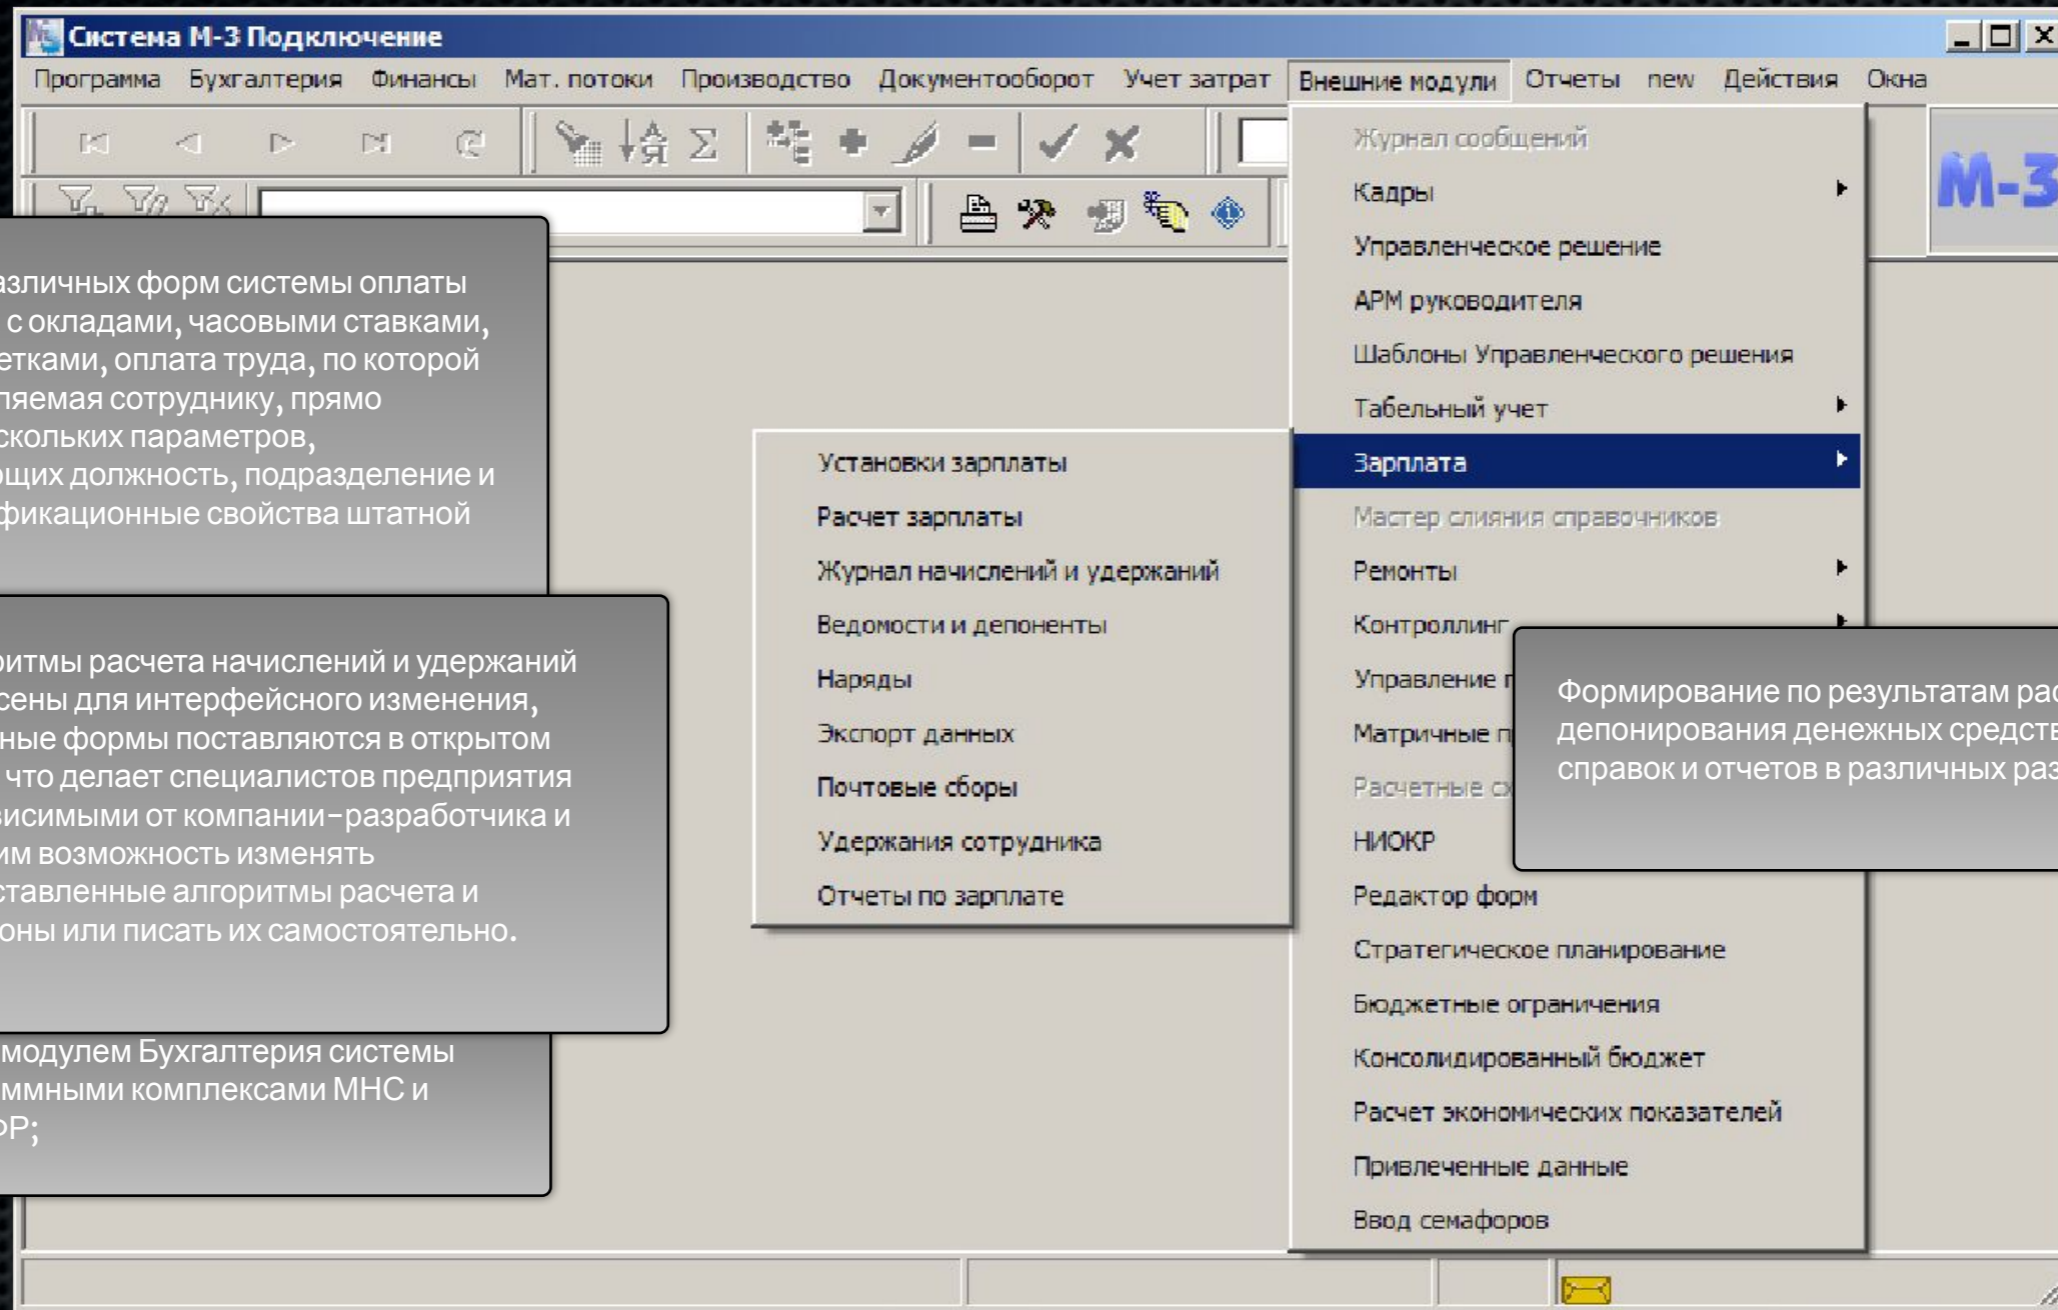 Система М-3 Подключение
Программа Бухгалтерия Финансы Мат. потоки Производство Документооборот Учет затрат Внешние модули Отчеты new Действия Окна
М-3
Журнал сообщений
Кадры
Управленческое решение
АРМ руководителя
Шаблоны Управленческого решения
Табельный учет
Зарплата
Мастер слияния справочников
Ремонты
Контроллинг
Управление
Матричные
Расчетные
НИОКР
Редактор форм
Стратегическое планирование
Бюджетные ограничения
Консолидированный бюджет
Расчет экономических показателей
Привлеченные данные
Ввод семафоров
Установки зарплаты
Расчет зарплаты
Журнал начислений и удержаний
Ведомости и депоненты
Наряды
Экспорт данных
Почтовые сборы
Удержания сотрудника
Отчеты по зарплате
азличных форм системы оплаты
с окладами, часовыми ставками,
етками, оплата труда, по которой
ляемая сотруднику, прямо
скольких параметров,
ющих должность, подразделение и
фикационные свойства штатной
ритмы расчета начислений и удержаний
сены для интерфейсного изменения,
ные формы поставляются в открытом
что делает специалистов предприятия
висимыми от компании-разработчика и
им возможность изменять
ставленные алгоритмы расчета и
оны или писать их самостоятельно.
модулем Бухгалтерия системы
ммными комплексами МНС и
ФР;
Формирование по результатам рас
депонирования денежных средств
справок и отчетов в различных раз